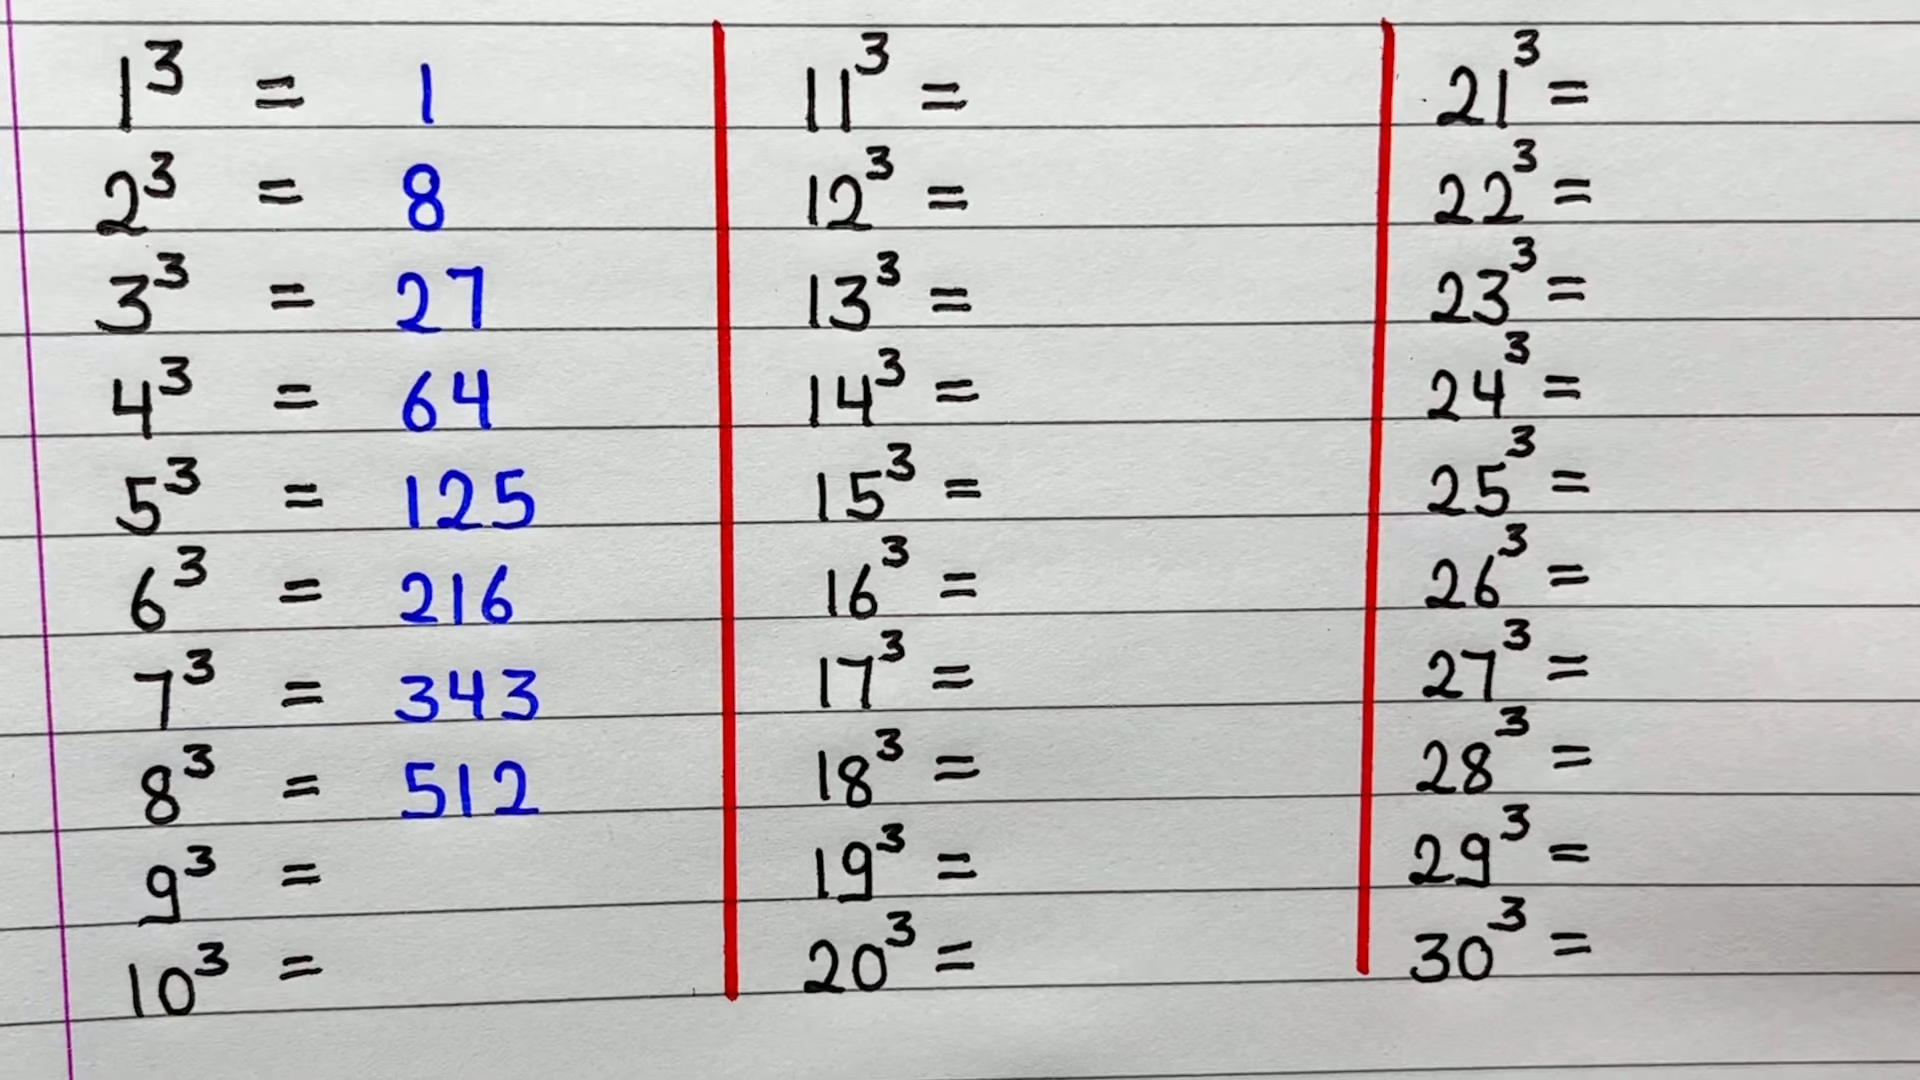 1³ = 1
2³ = 8
3³ = 27
4³ = 64
5³ = 125
6³ = 216
7³ = 343
8³ = 512
9³ =
10³ =
11³ =
12³ =
13³ =
14³ =
15³ =
16³ =
17³ =
18³ =
19³ =
20³ =
21³ =
22³ =
23³ =
24³ =
25³ =
26³ =
27³ =
28³ =
29³ =
30³ =